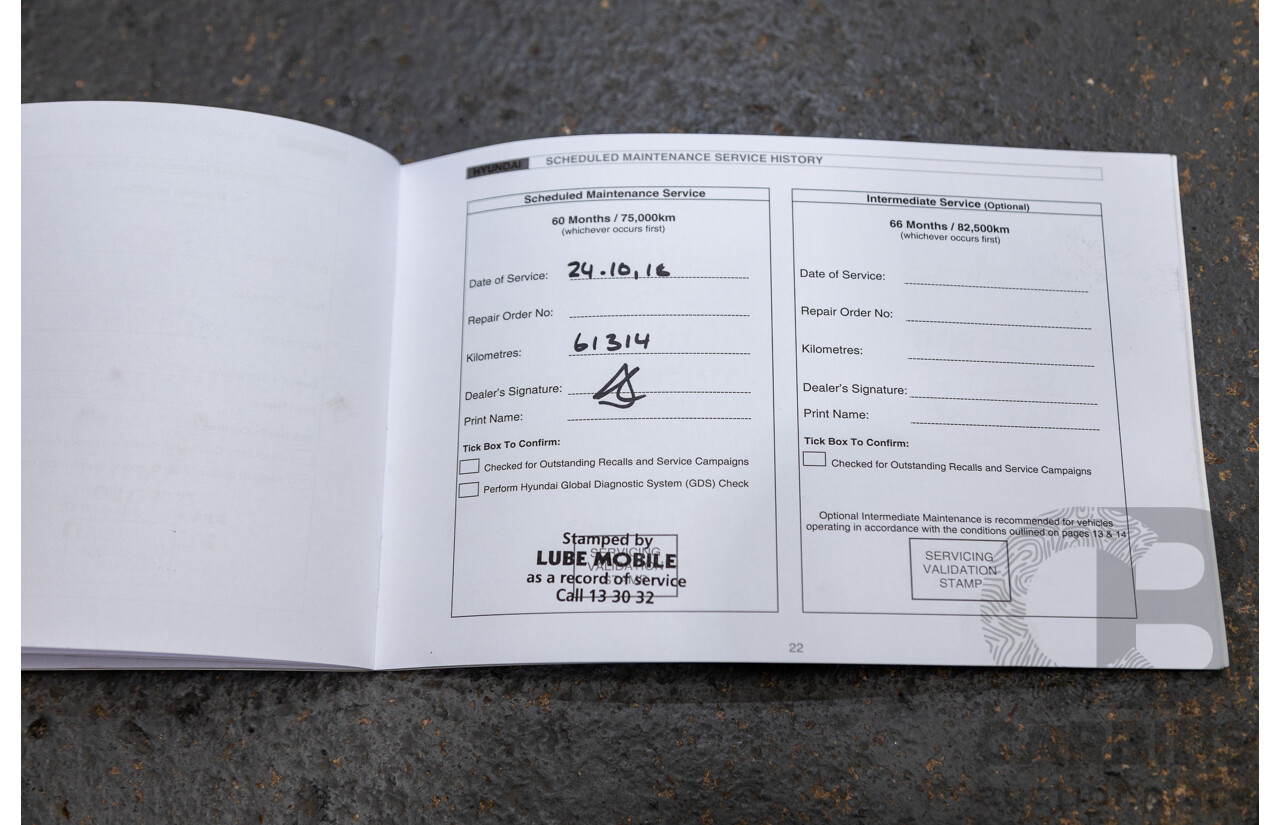 HYUNDAI SCHEDULED MAINTENANCE SERVICE HISTORY
Scheduled Maintenance Service
60 Months / 75,000km
(whichever occurs first)
Date of Service: 24.10,16
Repair Order No:
Kilometres: 61314
Dealer's Signature:
Print Name:
Tick Box To Confirm:
Checked for Outstanding Recalls and Service Campaigns
Perform Hyundai Global Diagnostic System (GDS) Check
SERVICING
VALIDATION
STAMP
Stamped by
LUBE MOBILE
as a record of service
Call 13 30 32
Intermediate Service (Optional)
66 Months / 82,500km
(whichever occurs first)
Date of Service:
Repair Order No:
Kilometres:
Dealer's Signature:
Print Name:
Tick Box To Confirm:
Checked for Outstanding Recalls and Service Campaigns
Optional Intermediate Maintenance is recommended for vehicles
operating in accordance with the conditions outlined on pages 13 & 14
SERVICING
VALIDATION
STAMP
22